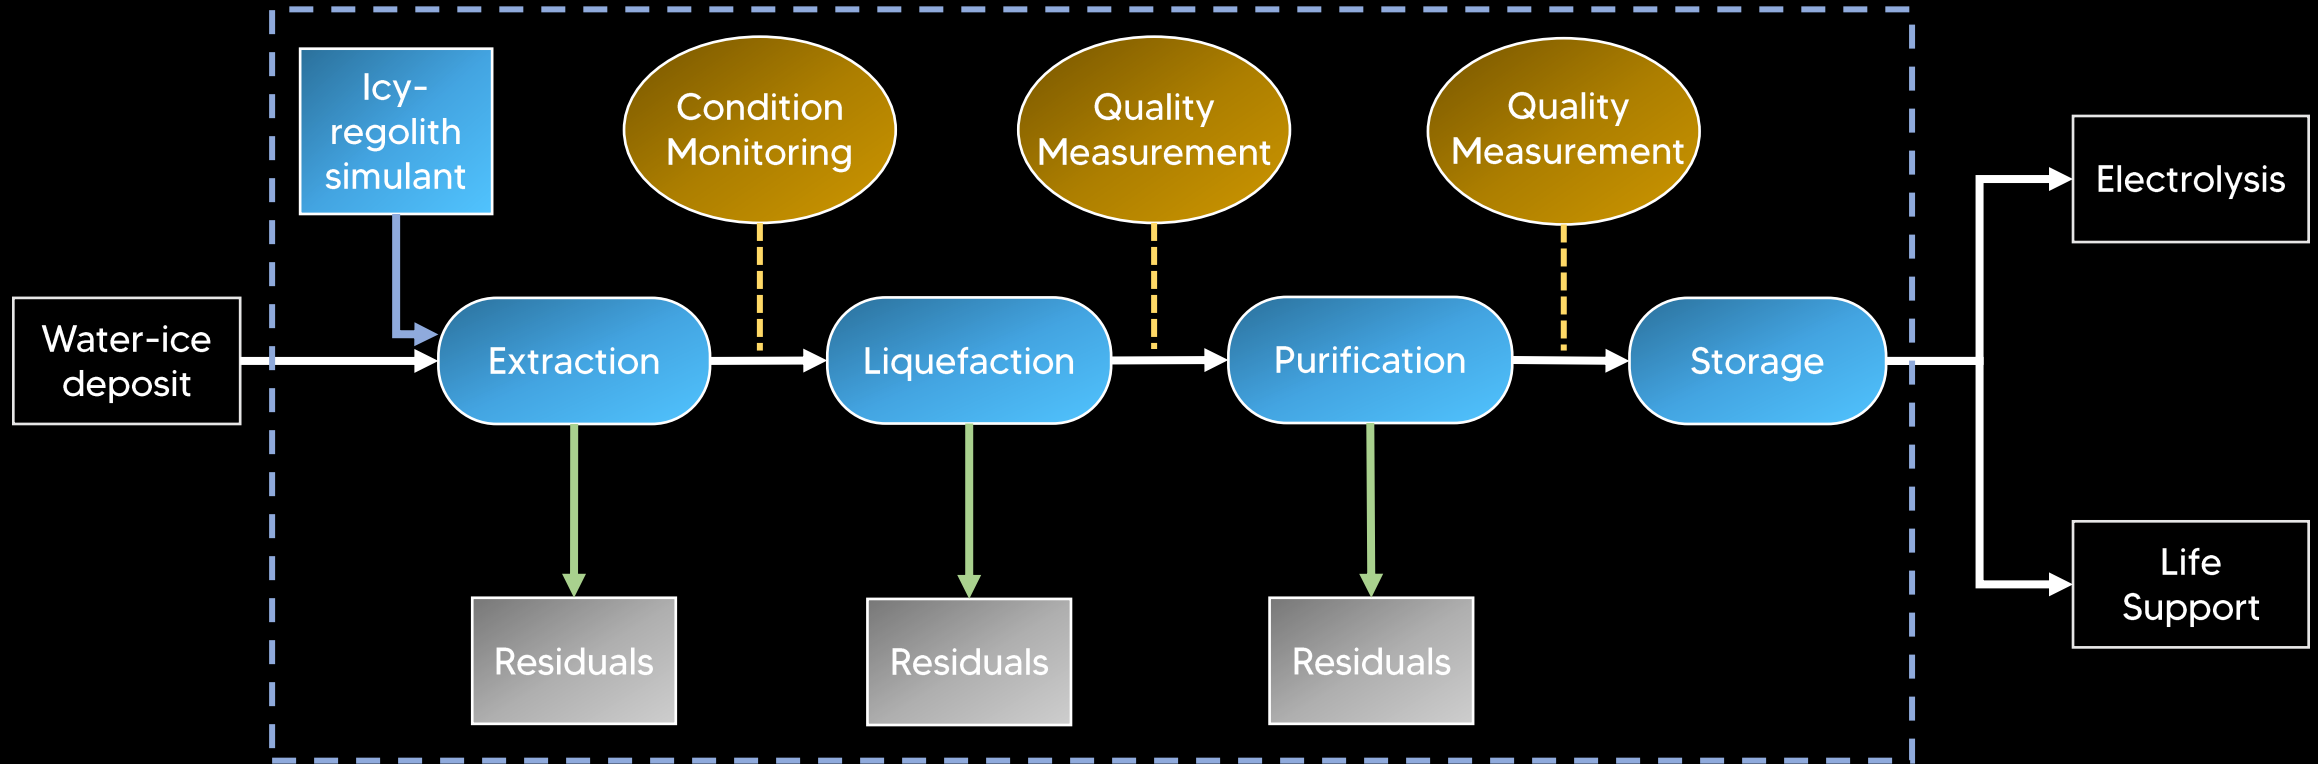 Icy-
regolith
simulant
Condition
Monitoring
Quality
Measurement
Quality
Measurement
Electrolysis
Water-ice
deposit
Extraction
Liquefaction
Purification
Storage
Life
Support
Residuals
Residuals
Residuals